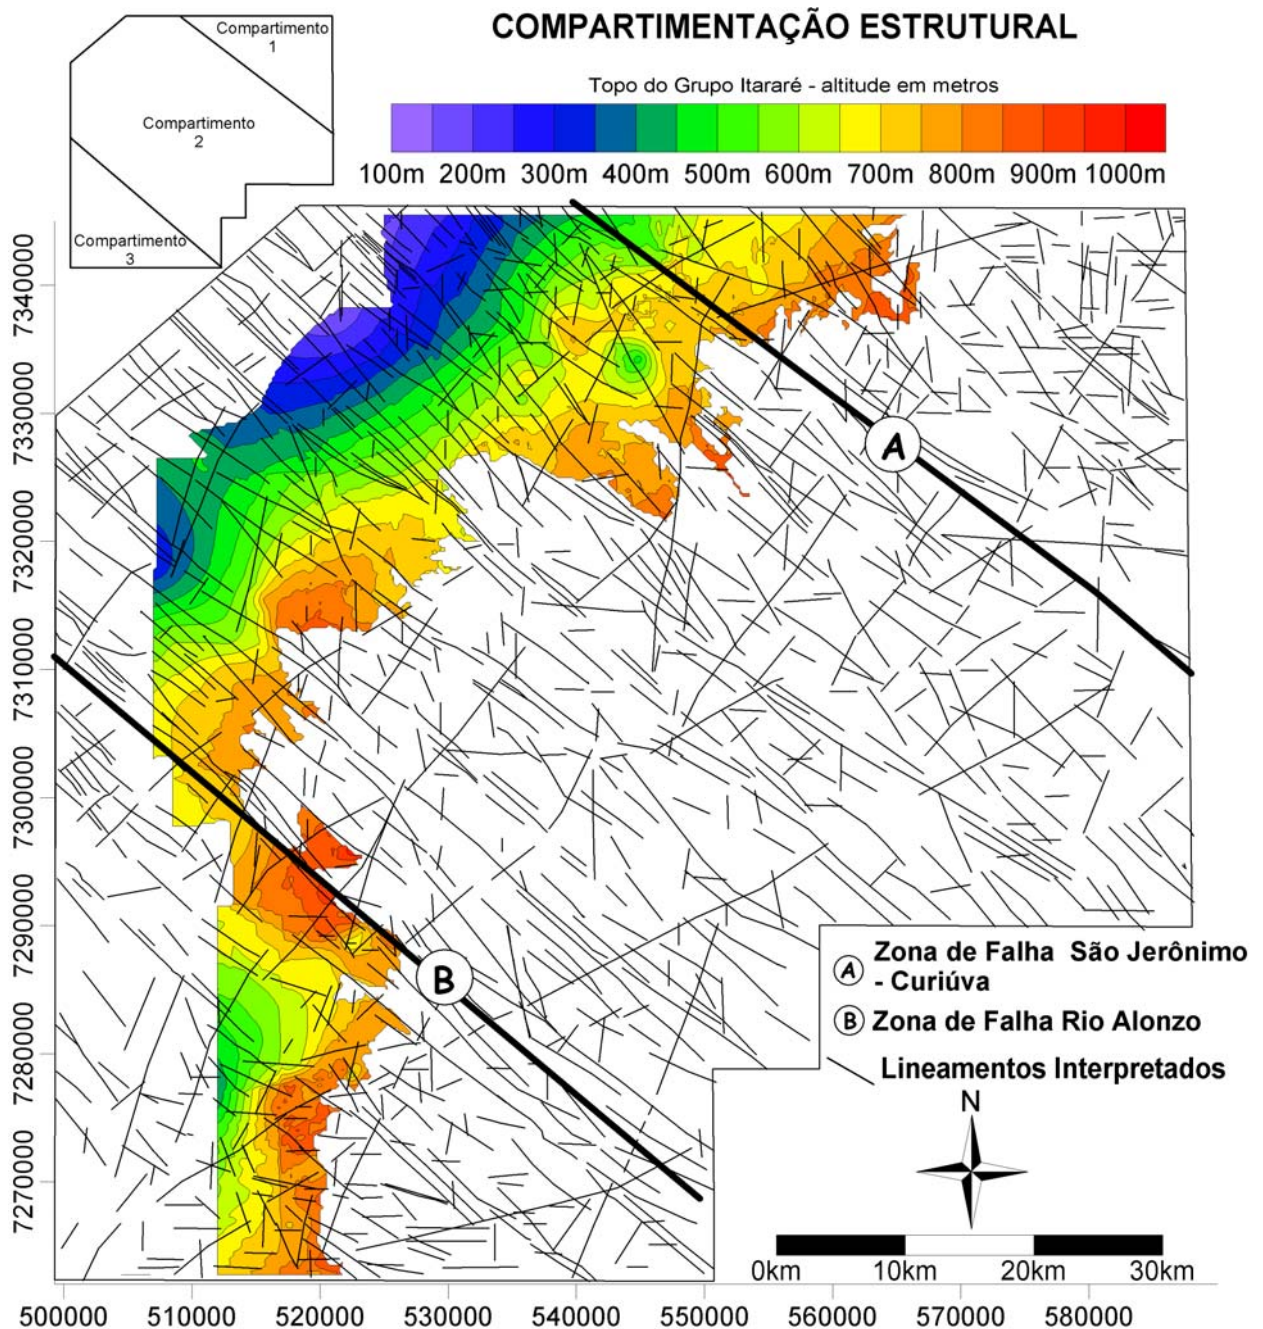 COMPARTIMENTAÇÃO ESTRUTURAL
Compartimento
1
Compartimento
2
Compartimento
3
Topo do Grupo Itararé - altitude em metros
100m 200m 300m 400m 500m 600m 700m 800m 900m 1000m
7340000
7330000
7320000
7310000
7300000
7290000
7280000
7270000
A
B
A Zona de Falha São Jerônimo
- Curiúva
B Zona de Falha Rio Alonzo
Lineamentos Interpretados
N
0km 10km 20km 30km
500000 510000 520000 530000 540000 550000 560000 570000 580000